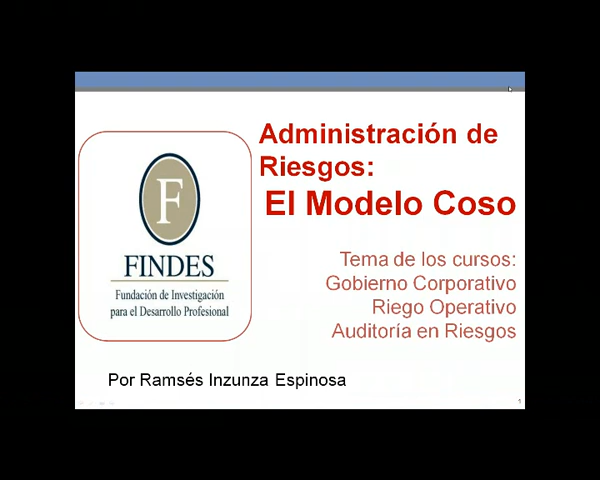 Administración de
Riesgos:
El Modelo Coso
F
FINDES
Fundación de Investigación
para el Desarrollo Profesional
Tema de los cursos:
Gobierno Corporativo
Riego Operativo
Auditoría en Riesgos
Por Ramsés Inzunza Espinosa
1